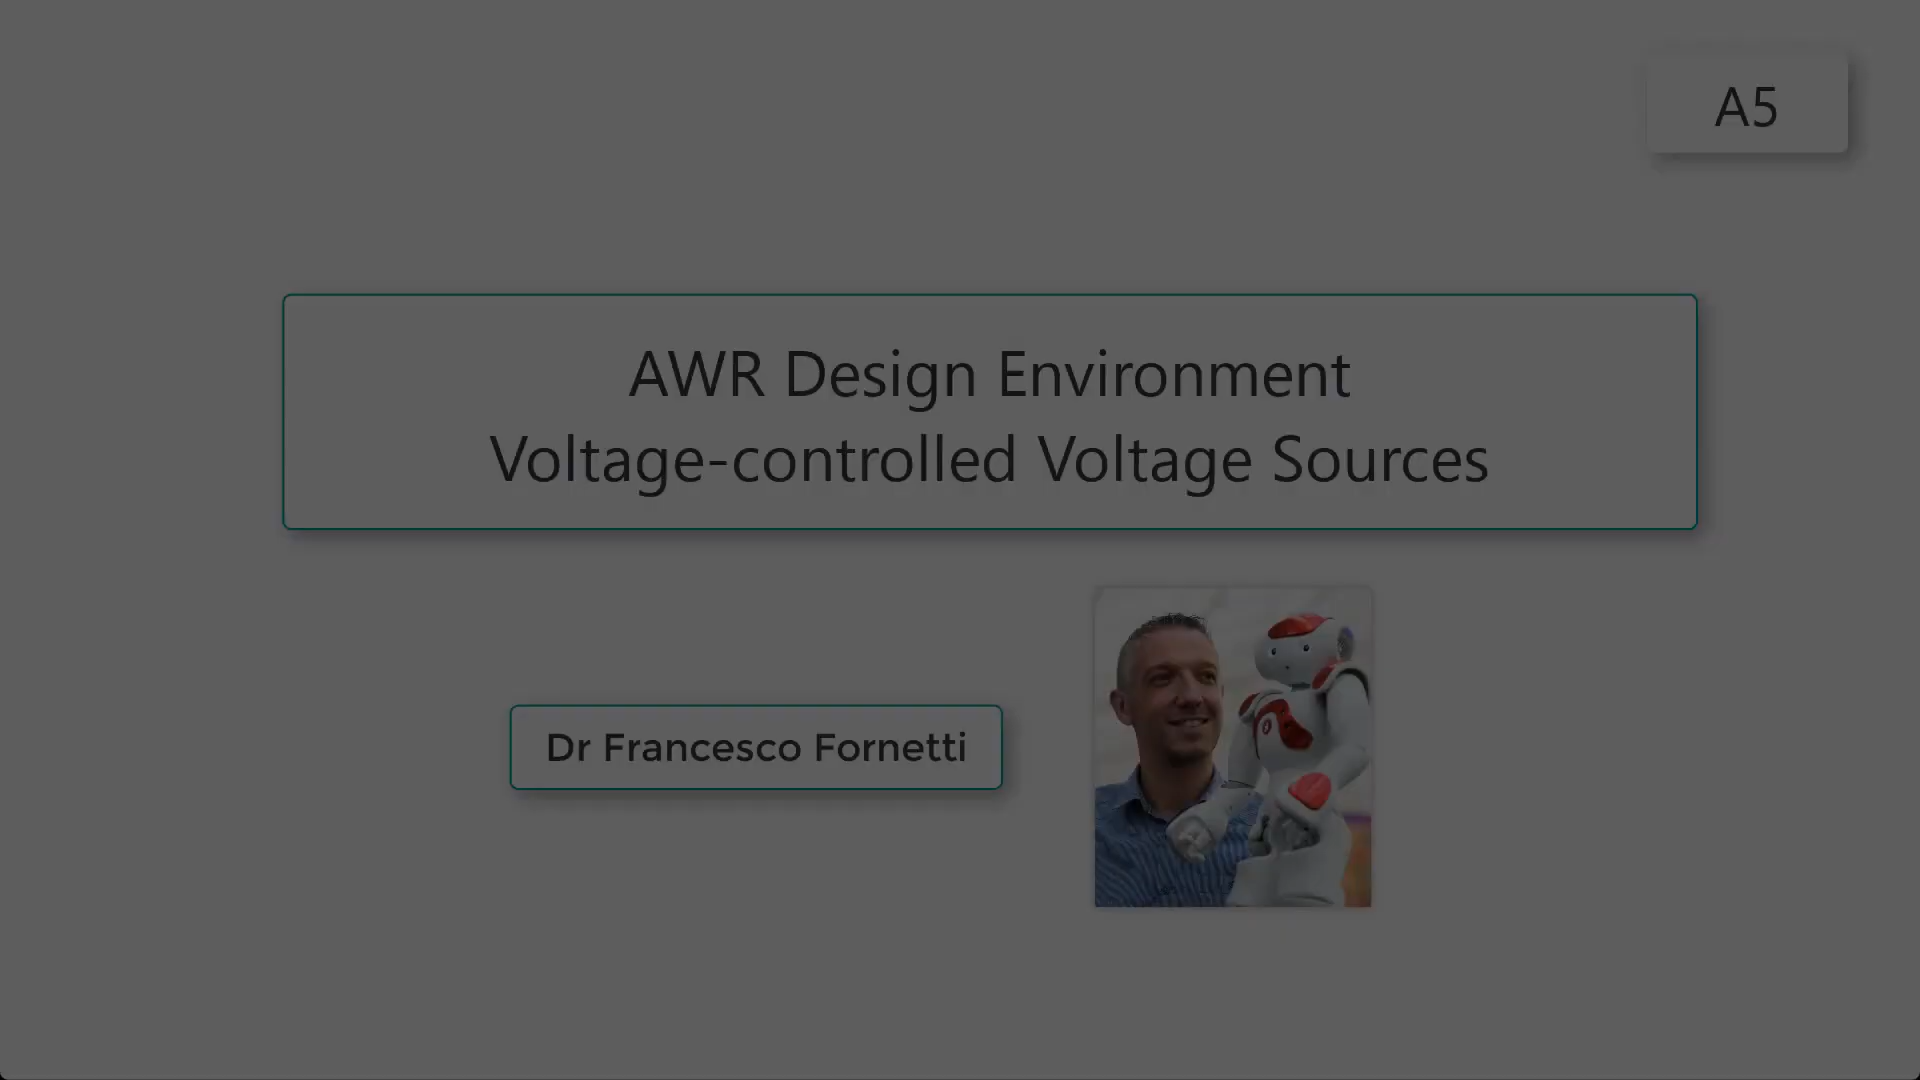 A5
AWR Design Environment
Voltage-controlled Voltage Sources
Dr Francesco Fornetti